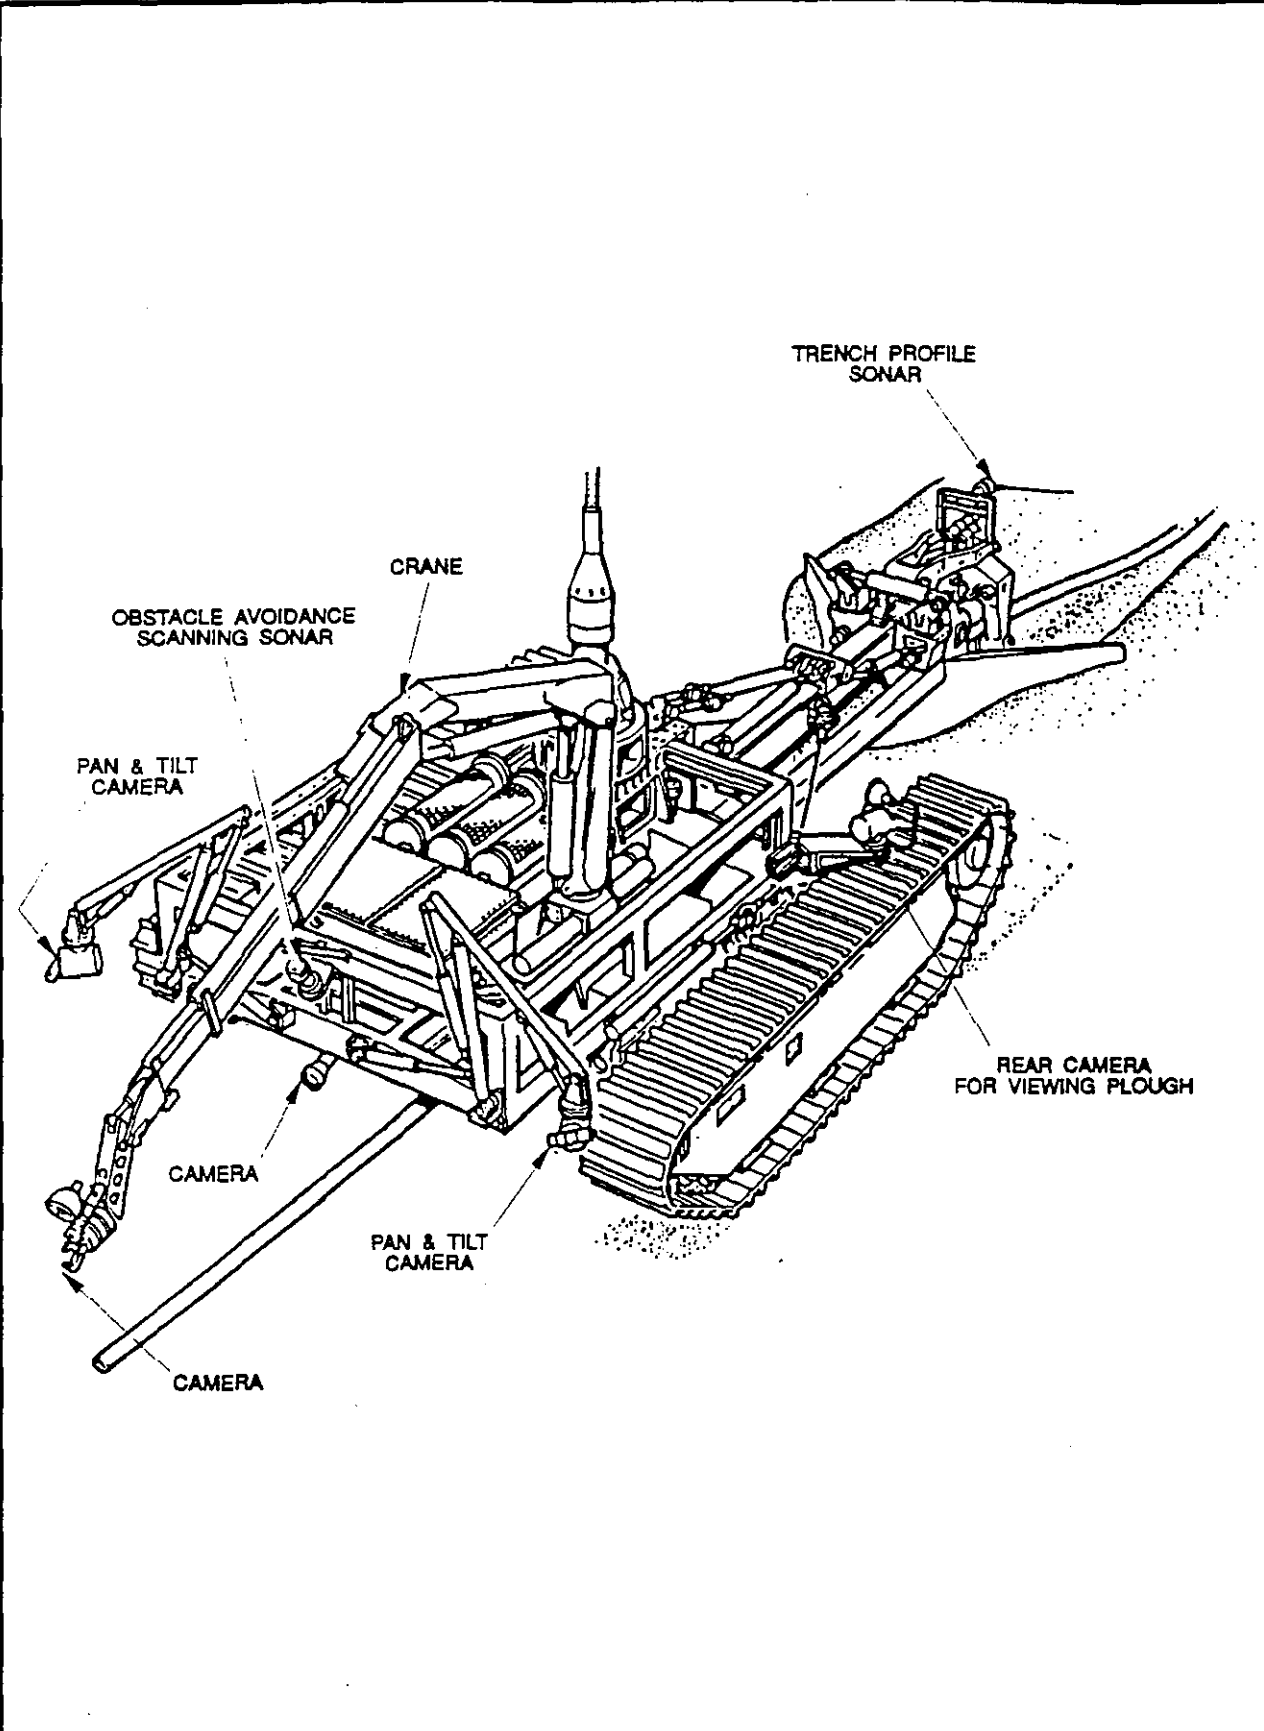 TRENCH PROFILE
SONAR
CRANE
OBSTACLE AVOIDANCE
SCANNING SONAR
PAN & TILT
CAMERA
REAR CAMERA
FOR VIEWING PLOUGH
CAMERA
PAN & TILT
CAMERA
CAMERA